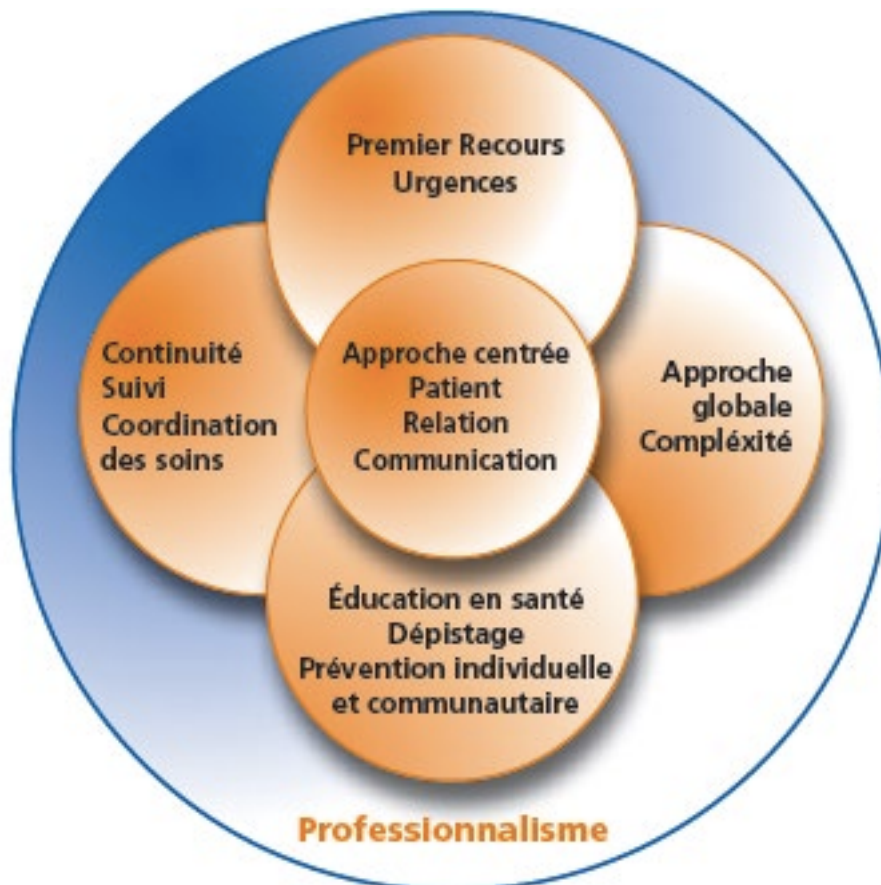 Premier Recours
Urgences
Continuité
Suivi
Coordination
des soins
Approche centrée
Patient
Relation
Communication
Approche
globale
Compléxité
Éducation en santé
Dépistage
Prévention individuelle
et communautaire
Professionnalisme